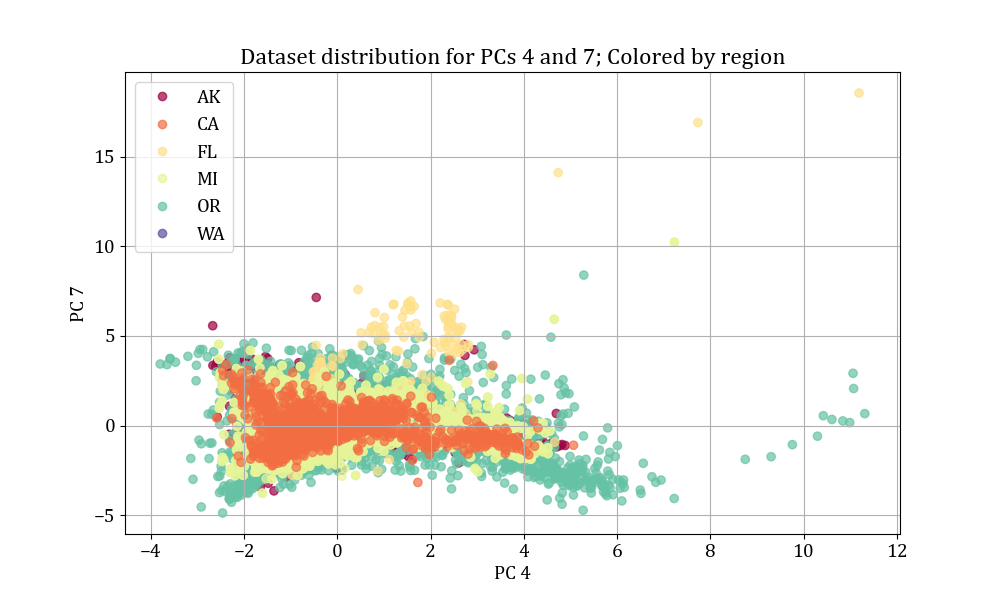 Dataset distribution for PCs 4 and 7; Colored by region
AK
CA
FL
MI
OR
WA
15
10
5
0
−5
PC 7
−4 −2 0 2 4 6 8 10 12
PC 4